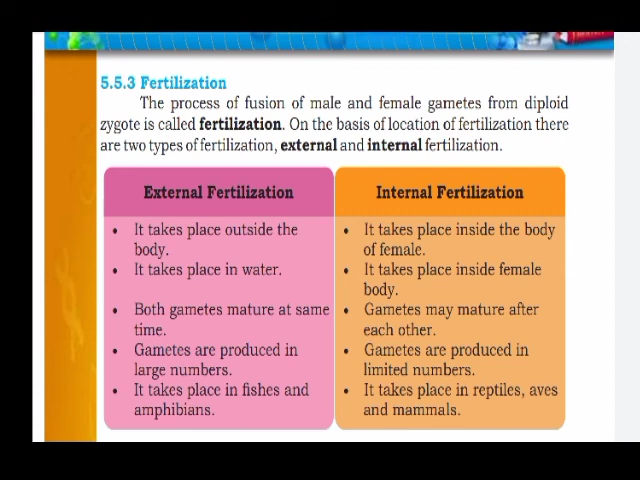 5.5.3 Fertilization
The process of fusion of male and female gametes from diploid
zygote is called fertilization. On the basis of location of fertilization there
are two types of fertilization, external and internal fertilization.
External Fertilization
• It takes place outside the
body.
• It takes place in water.
• Both gametes mature at same
time.
• Gametes are produced in
large numbers.
• It takes place in fishes and
amphibians.
Internal Fertilization
• It takes place inside the body
of female.
• It takes place inside female
body.
• Gametes may mature after
each other.
• Gametes are produced in
limited numbers.
• It takes place in reptiles, aves
and mammals.